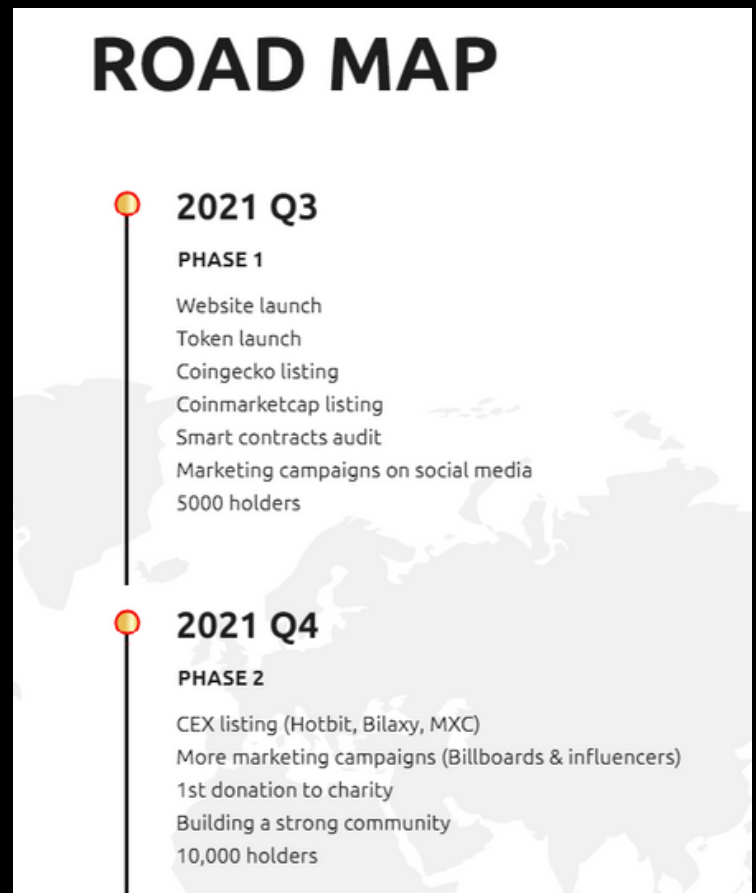 ROAD MAP
2021 Q3
PHASE 1
Website launch
Token launch
Coingecko listing
Coinmarketcap listing
Smart contracts audit
Marketing campaigns on social media
5000 holders
2021 Q4
PHASE 2
CEX listing (Hotbit, Bilaxy, MXC)
More marketing campaigns (Billboards & influencers)
1st donation to charity
Building a strong community
10,000 holders